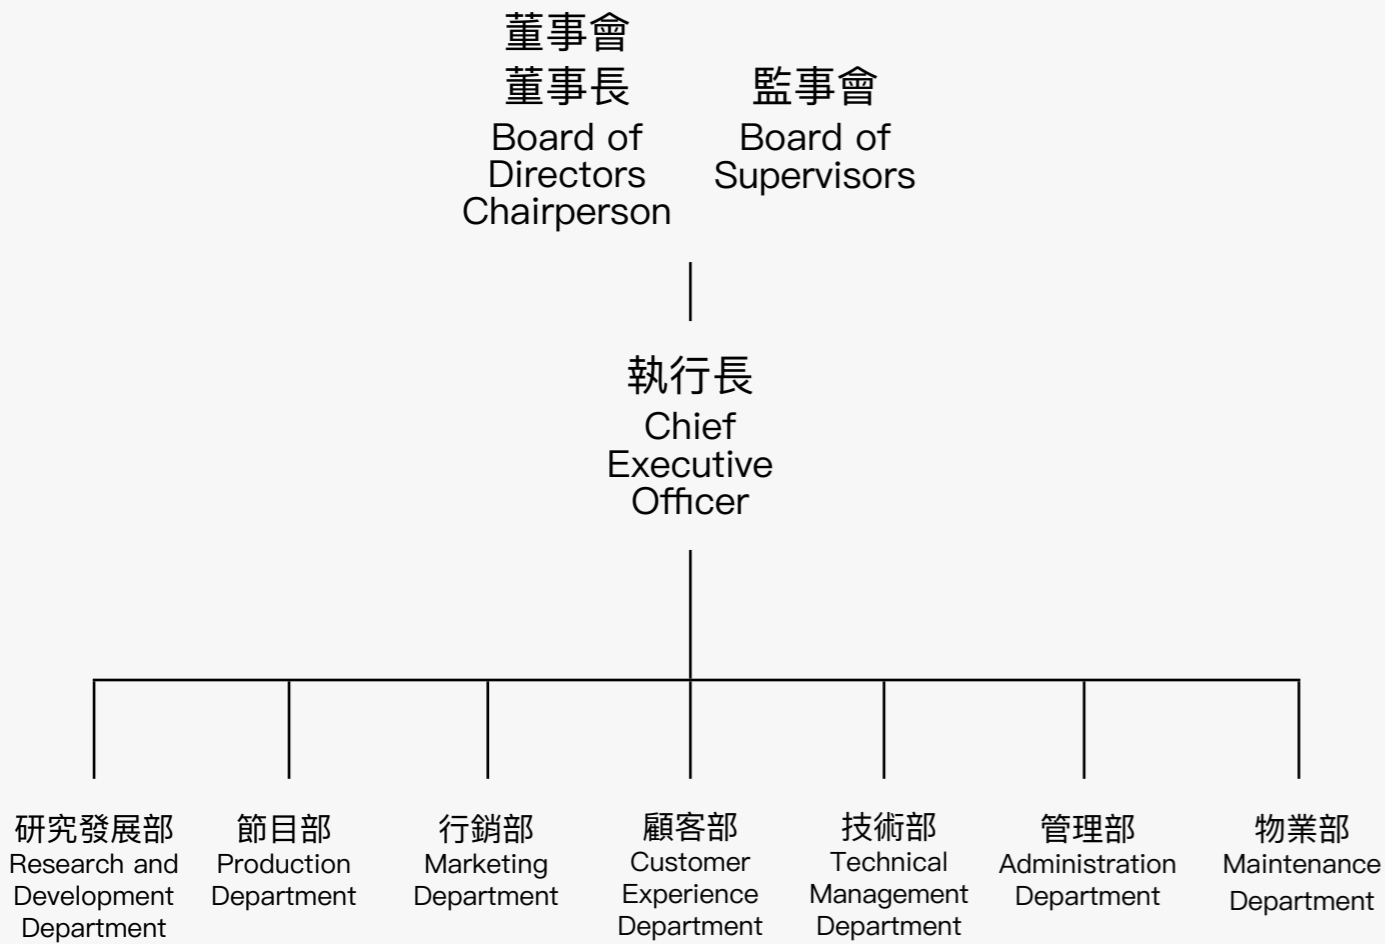 董事會
董事長
Board of
Directors
Chairperson
監事會
Board of
Supervisors
執行長
Chief
Executive
Officer
研究發展部
Research and
Development
Department
節目部
Production
Department
行銷部
Marketing
Department
顧客部
Customer
Experience
Department
技術部
Technical
Management
Department
管理部
Administration
Department
物業部
Maintenance
Department